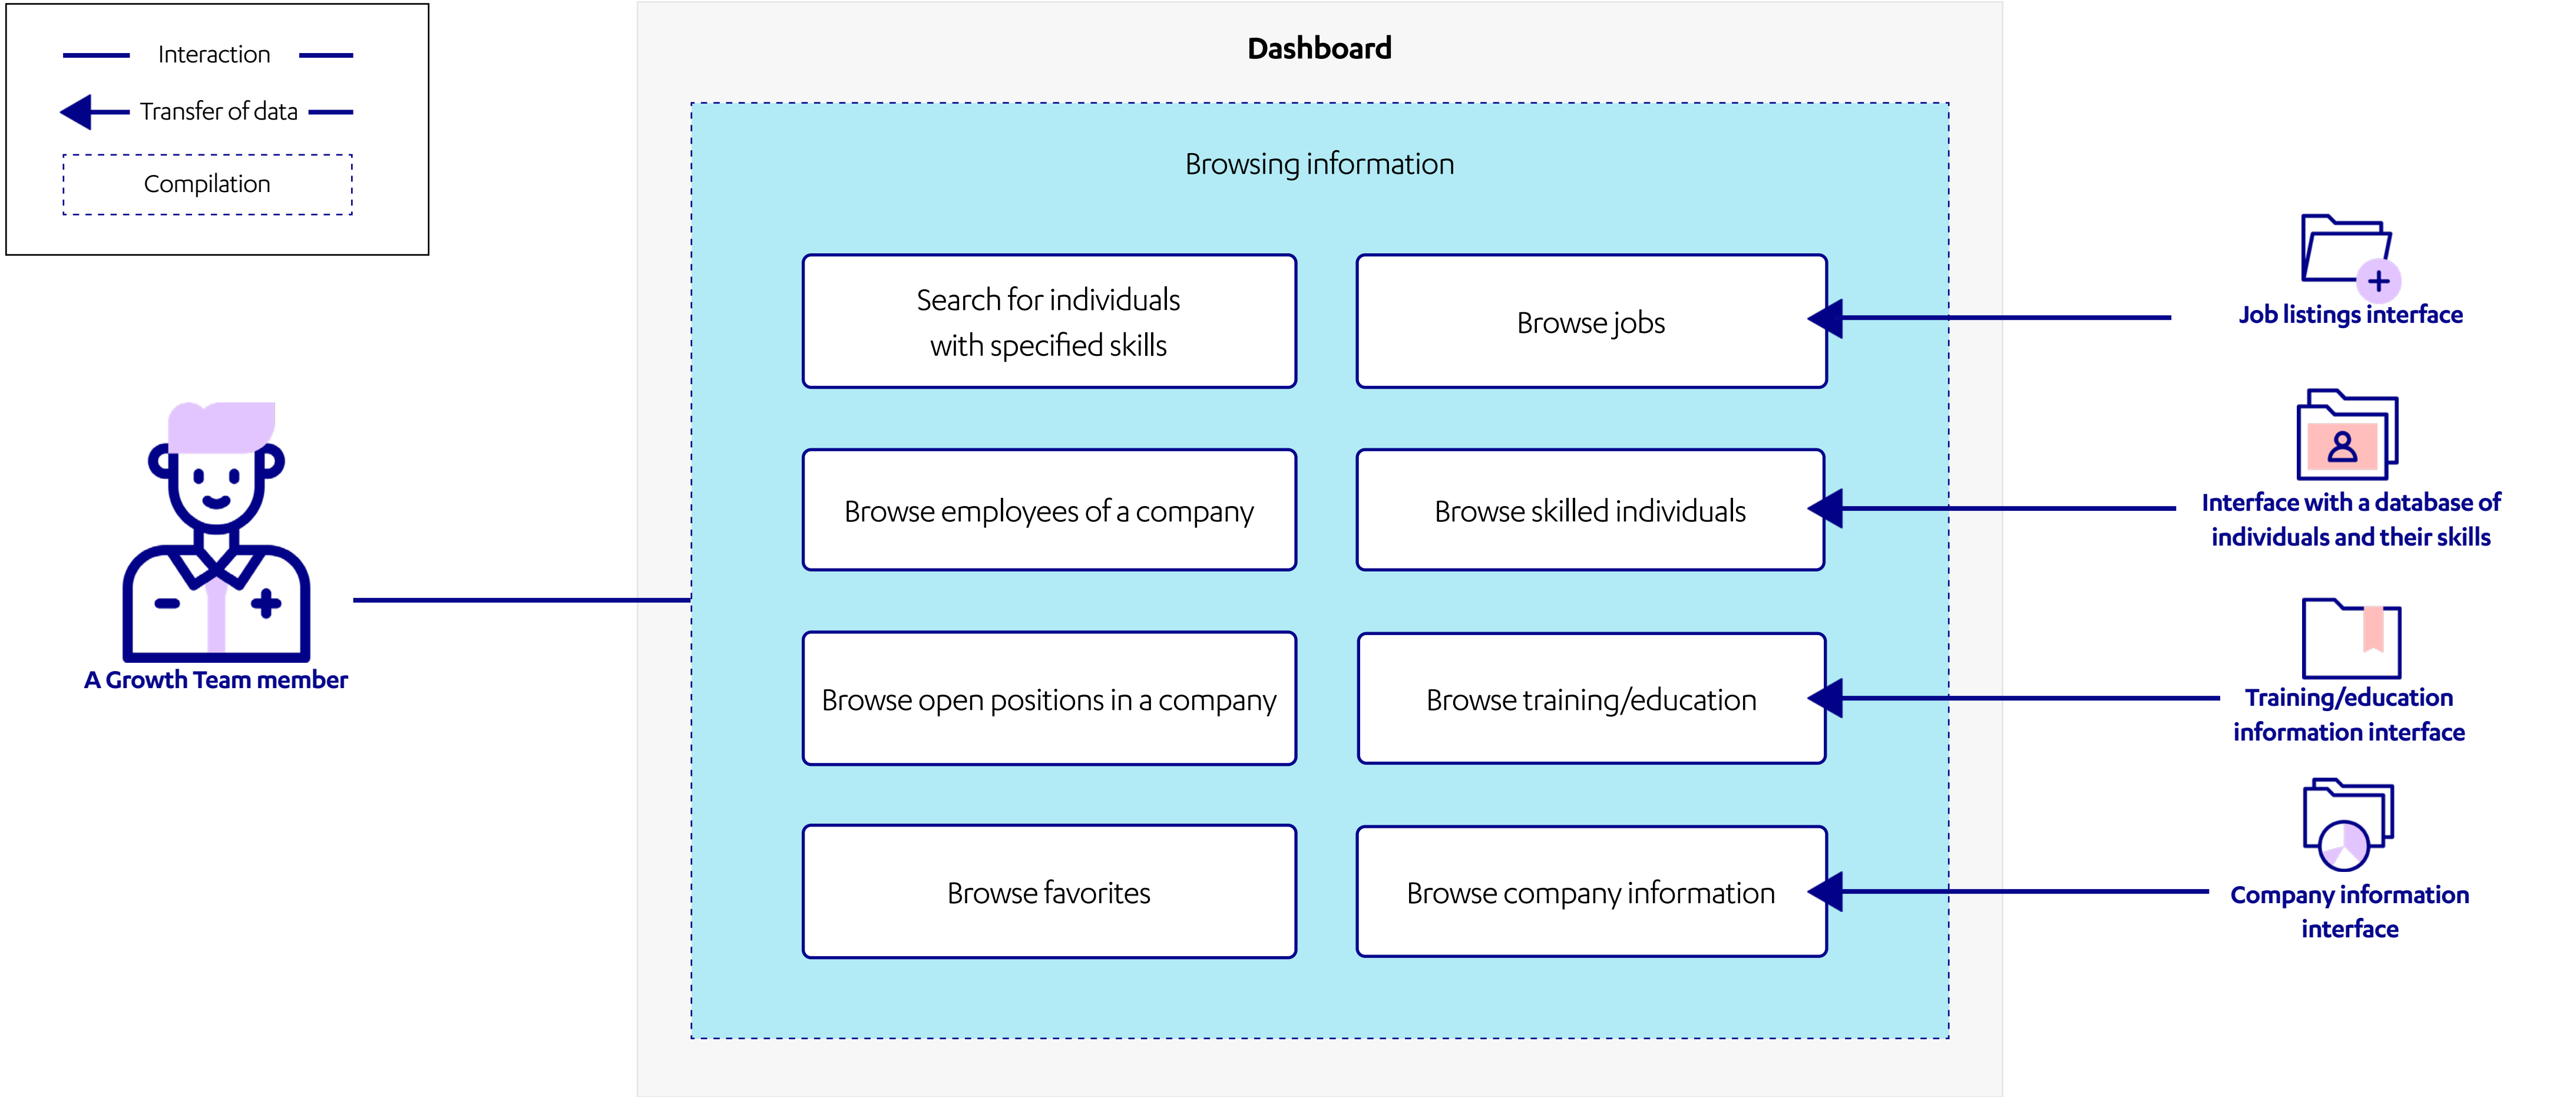 Interaction
Transfer of data
Compilation
Dashboard
Browsing information
Search for individuals
with specified skills
Browse jobs
Browse employees of a company
Browse skilled individuals
Browse open positions in a company
Browse training/education
Browse favorites
Browse company information
A Growth Team member
Job listings interface
Interface with a database of
individuals and their skills
Training/education
information interface
Company information
interface